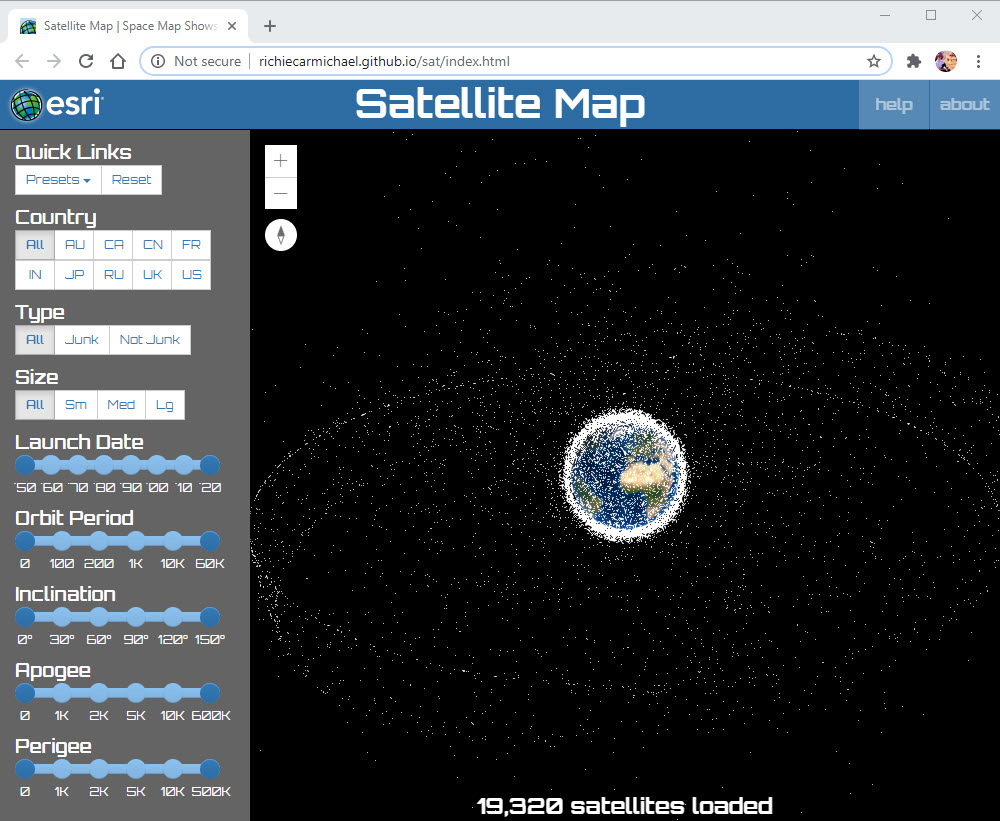 Satellite Map | Space Map Shows
Not secure | richiecarmichael.github.io/sat/index.html
esri
Satellite Map
help
about
Quick Links
Presets Reset
Country
All AU CA CN FR
IN JP RU UK US
Type
All Junk Not Junk
Size
All Sm Med Lg
Launch Date
'50 '60 '70 '80 '90 '00 '10 '20
Orbit Period
0 100 200 1K 10K 60K
Inclination
0° 30° 60° 90° 120° 150°
Apogee
0 1K 2K 5K 10K 600K
Perigee
0 1K 2K 5K 10K 500K
19,320 satellites loaded